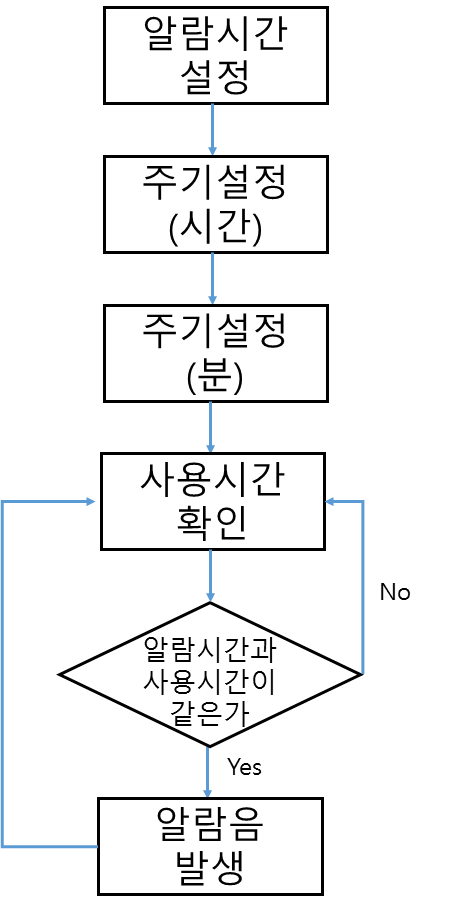 알람시간
설정
주기설정
(시간)
주기설정
(분)
사용시간
확인
No
알람시간과
사용시간이
같은가
Yes
알람음
발생